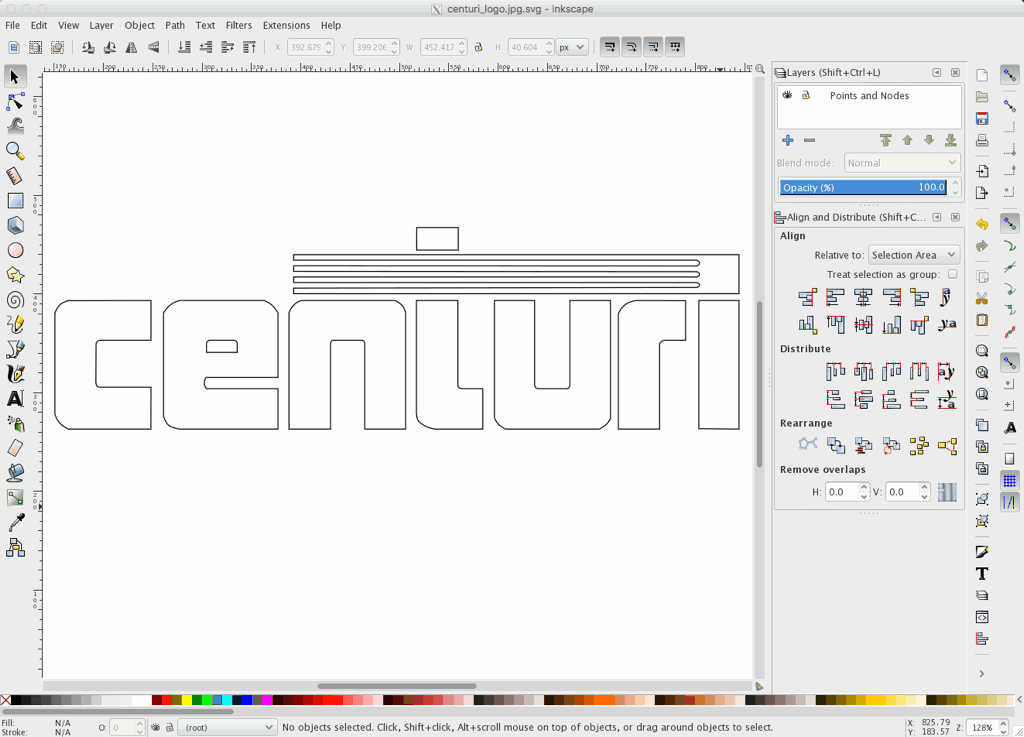 centuri_logo.jpg.svg - Inkscape
File Edit View Layer Object Path Text Filters Extensions Help
X 392.679 Y 399.206 W 452.417 H 40.604 px
Layers (Shift+Ctrl+L)
Points and Nodes
Blend mode: Normal
Opacity (%) 100.0
Align and Distribute (Shift+C...
Align
Relative to: Selection Area
Treat selection as group:
Distribute
Rearrange
Remove overlaps
H: 0.0 V: 0.0
centuri
Fill: N/A
Stroke: N/A
O: 0
(root)
No objects selected. Click, Shift+click, Alt+scroll mouse on top of objects, or drag around objects to select.
X: 825.79
Y: 183.57
Z: 128%